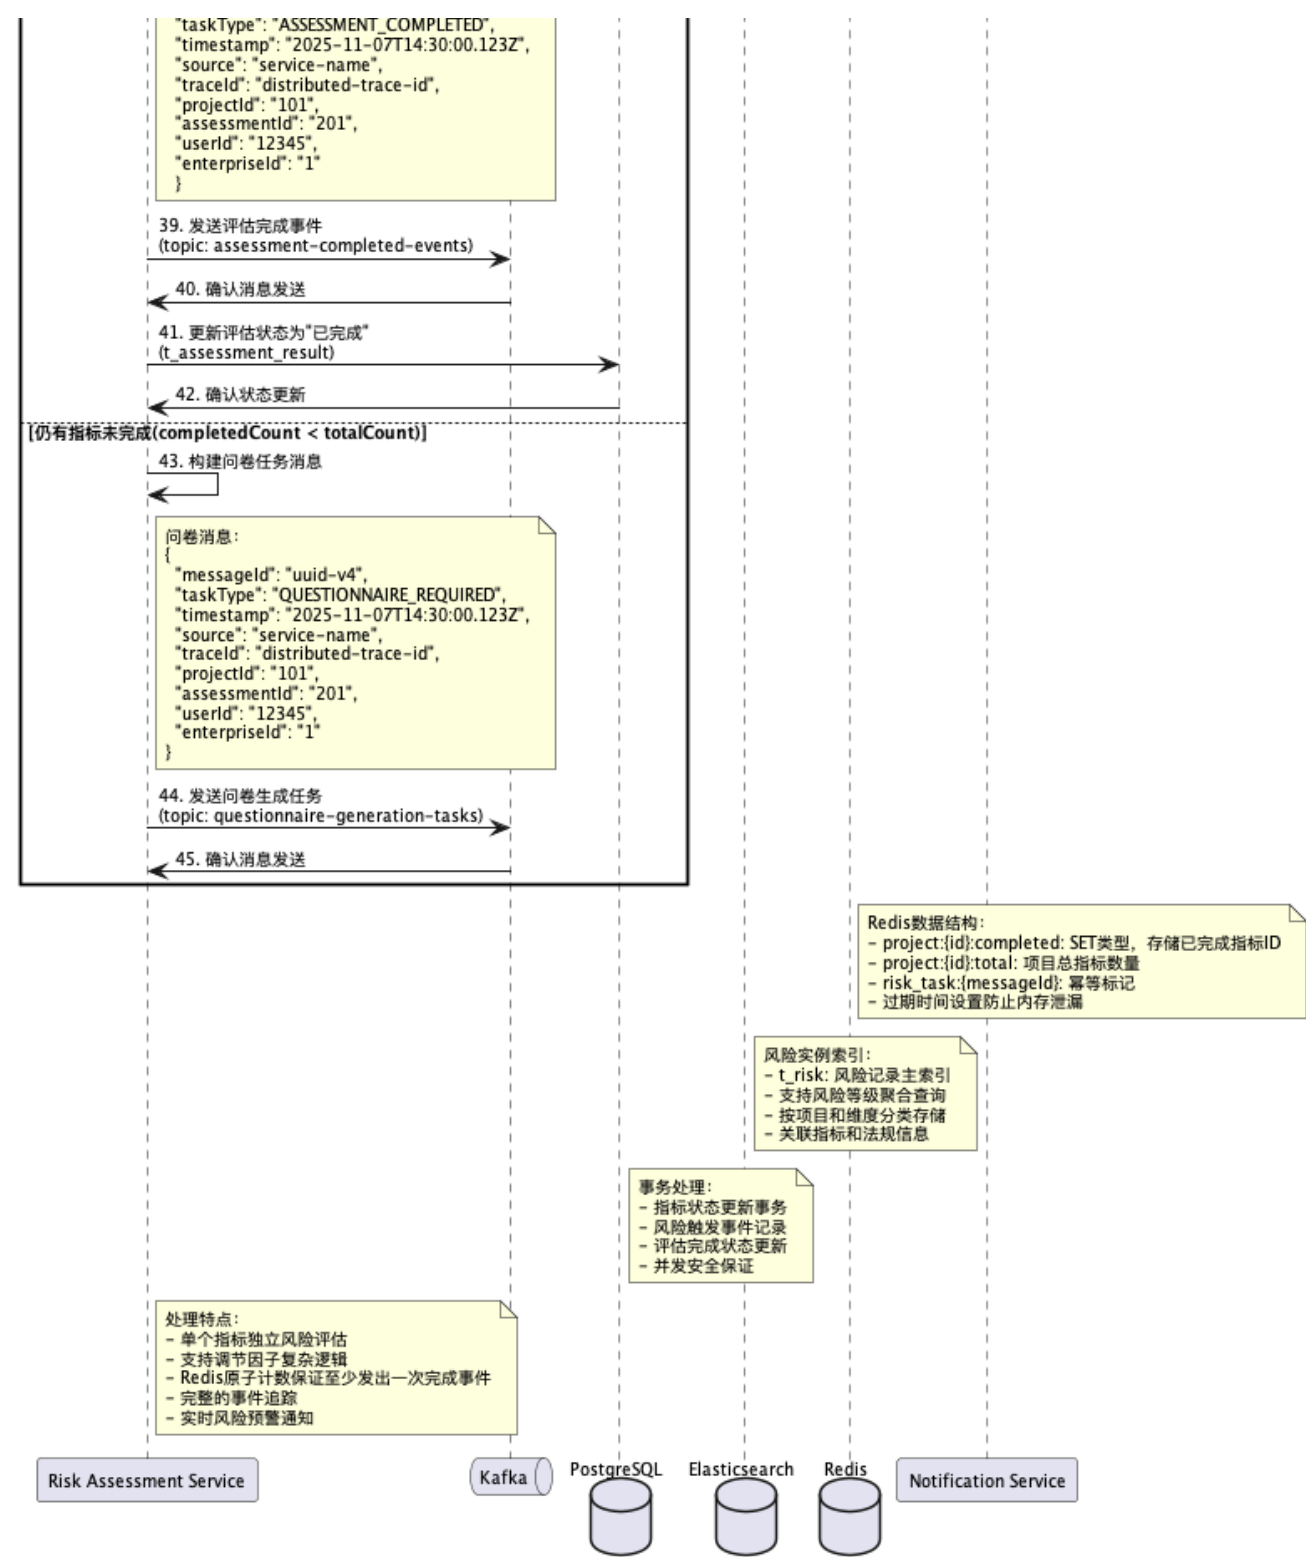 "taskType": "ASSESSMENT_COMPLETED",
"timestamp": "2025-11-07T14:30:00.123Z",
"source": "service-name",
"traceId": "distributed-trace-id",
"projectId": "101",
"assessmentId": "201",
"userId": "12345",
"enterpriseId": "1"
}
39. 发送评估完成事件
(topic: assessment-completed-events)
40. 确认消息发送
41. 更新评估状态为"已完成"
(t_assessment_result)
42. 确认状态更新
[仍有指标未完成(completedCount < totalCount)]
43. 构建问卷任务消息
问卷消息：
{
"messageId": "uuid-v4",
"taskType": "QUESTIONNAIRE_REQUIRED",
"timestamp": "2025-11-07T14:30:00.123Z",
"source": "service-name",
"traceId": "distributed-trace-id",
"projectId": "101",
"assessmentId": "201",
"userId": "12345",
"enterpriseId": "1"
}
44. 发送问卷生成任务
(topic: questionnaire-generation-tasks)
45. 确认消息发送
Redis数据结构：
- project:{id}:completed: SET类型，存储已完成指标ID
- project:{id}:total: 项目总指标数量
- risk_task:{messageId}: 幂等标记
- 过期时间设置防止内存泄漏
风险实例索引：
- t_risk: 风险记录主索引
- 支持风险等级聚合查询
- 按项目和维度分类存储
- 关联指标和法规信息
事务处理：
- 指标状态更新事务
- 风险触发事件记录
- 评估完成状态更新
- 并发安全保证
处理特点：
- 单个指标独立风险评估
- 支持调节因子复杂逻辑
- Redis原子计数保证至少发出一次完成事件
- 完整的事件追踪
- 实时风险预警通知
Risk Assessment Service
Kafka
PostgreSQL
Elasticsearch
Redis
Notification Service